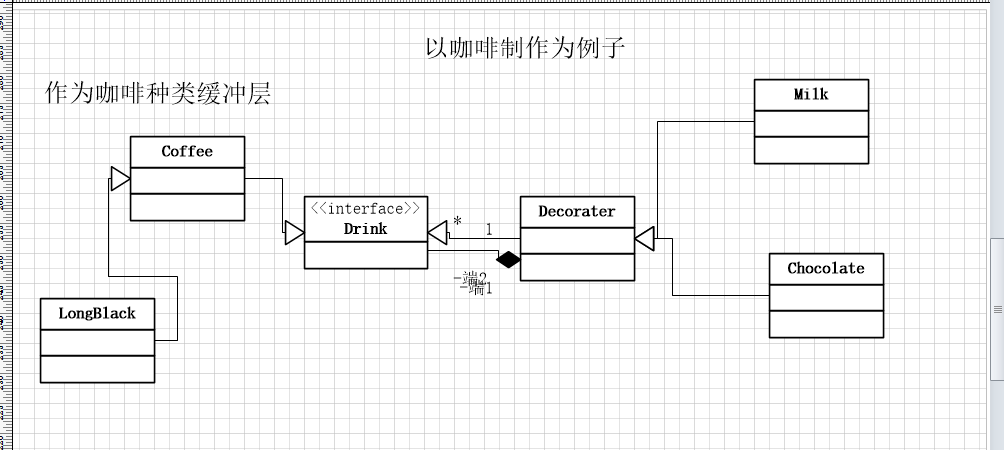 以咖啡制作为例子
作为咖啡种类缓冲层
Milk
Coffee
<<interface>>
Drink
*
1
Decorater
-端2
-端1
Chocolate
LongBlack